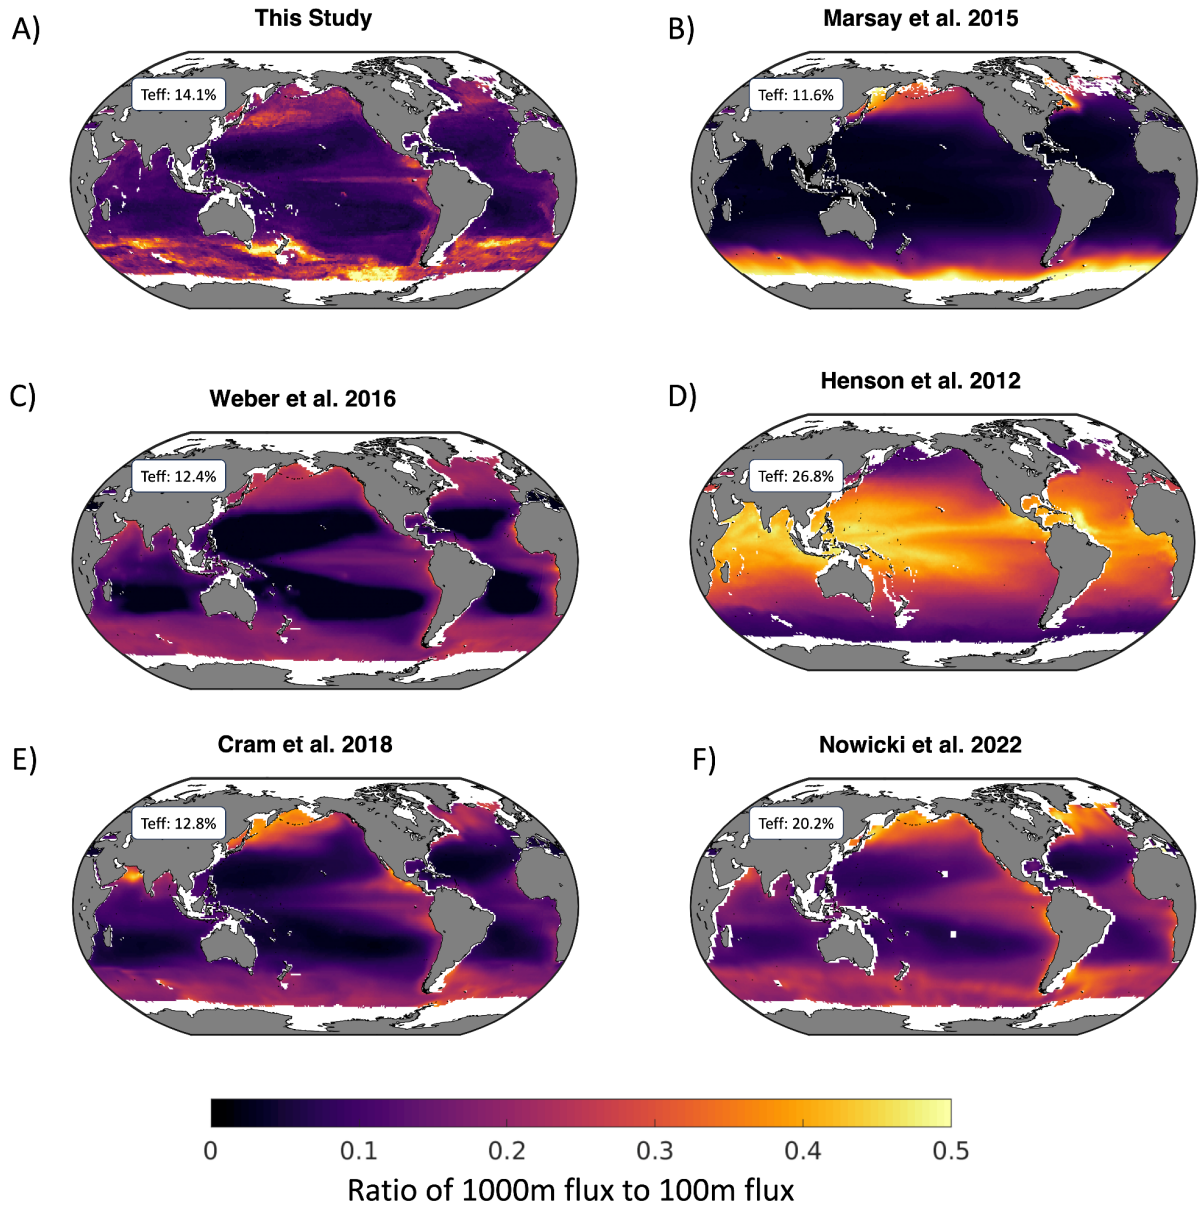 A)
This Study
Teff: 14.1%
B)
Marsay et al. 2015
Teff: 11.6%
C)
Weber et al. 2016
Teff: 12.4%
D)
Henson et al. 2012
Teff: 26.8%
E)
Cram et al. 2018
Teff: 12.8%
F)
Nowicki et al. 2022
Teff: 20.2%
0 0.1 0.2 0.3 0.4 0.5
Ratio of 1000m flux to 100m flux